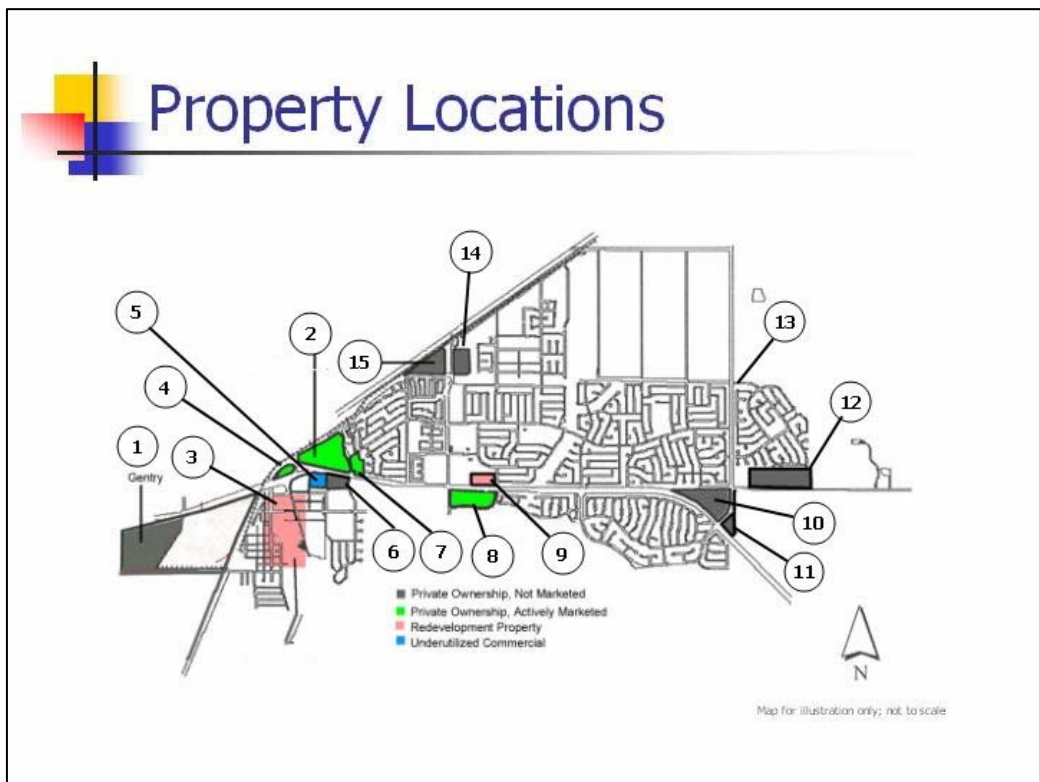 Property Locations
14
5
2
13
15
4
12
1
3
Gentry
10
6
7
8
9
11
Private Ownership, Not Marketed
Private Ownership, Actively Marketed
Redevelopment Property
Underutilized Commercial
N
Map for illustration only; not to scale